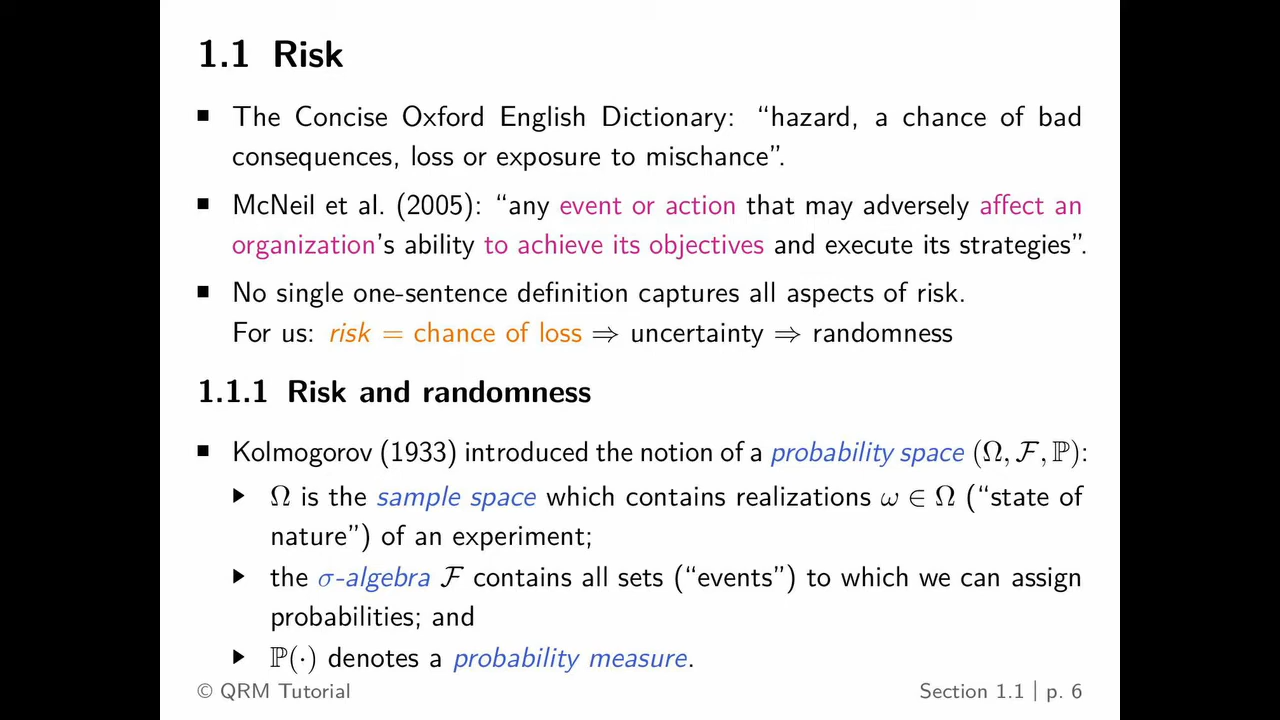 1.1 Risk
■ The Concise Oxford English Dictionary: “hazard, a chance of bad
consequences, loss or exposure to mischance”.
■ McNeil et al. (2005): “any event or action that may adversely affect an
organization’s ability to achieve its objectives and execute its strategies”.
■ No single one-sentence definition captures all aspects of risk.
For us: risk = chance of loss ⇒ uncertainty ⇒ randomness
1.1.1 Risk and randomness
■ Kolmogorov (1933) introduced the notion of a probability space (Ω, ℱ, ℙ):
▶ Ω is the sample space which contains realizations ω ∈ Ω (“state of
nature”) of an experiment;
▶ the σ-algebra ℱ contains all sets (“events”) to which we can assign
probabilities; and
▶ ℙ(·) denotes a probability measure.
© QRM Tutorial
Section 1.1 | p. 6